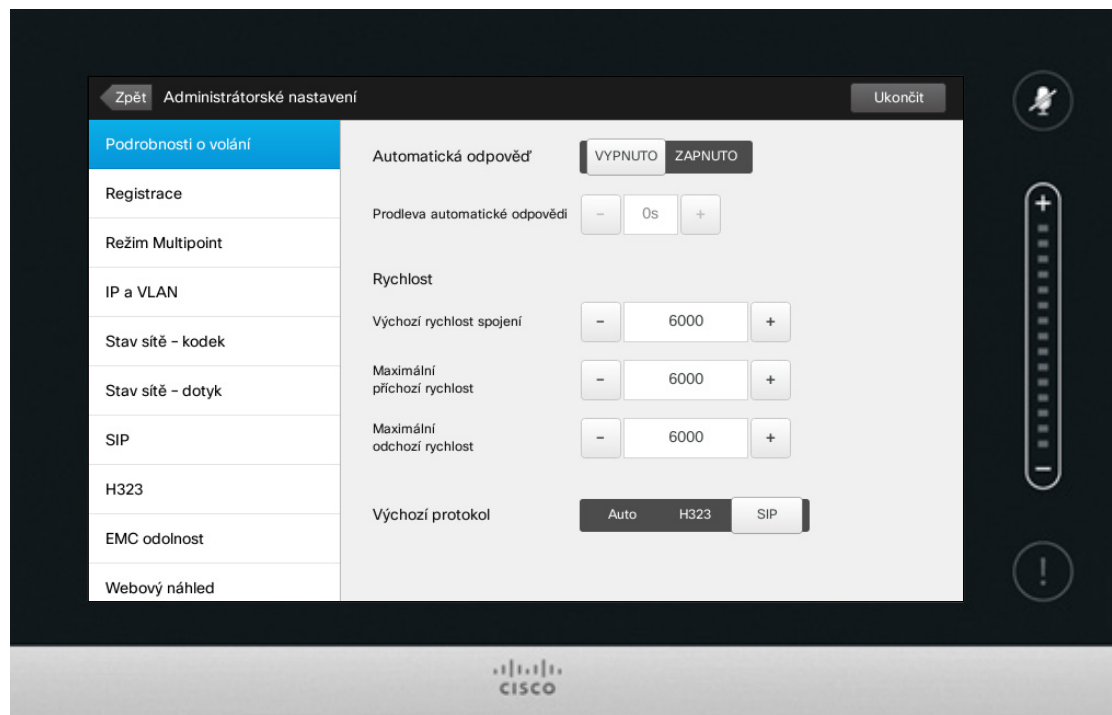 Zpět Administrátorské nastavení Ukončit
Podrobnosti o volání
Registrace
Režim Multipoint
IP a VLAN
Stav sítě – kodek
Stav sítě – dotyk
SIP
H323
EMC odolnost
Webový náhled
Automatická odpověď VYPNUTO ZAPNUTO
Prodleva automatické odpovědi - 0s +
Rychlost
Výchozí rychlost spojení - 6000 +
Maximální
příchozí rychlost - 6000 +
Maximální
odchozí rychlost - 6000 +
Výchozí protokol Auto H323 SIP
+
-
!
CISCO